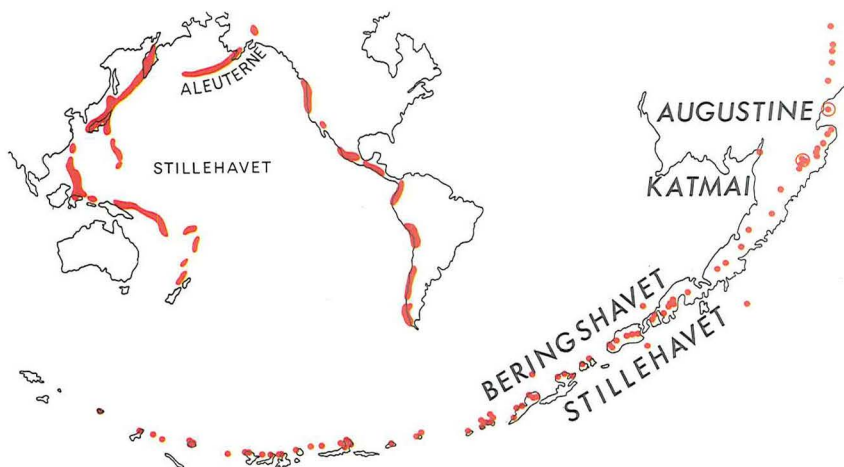 ALEUTERNE
STILLEHAVET
AUGUSTINE
KATMAI
BERINGSHAVET
STILLEHAVET